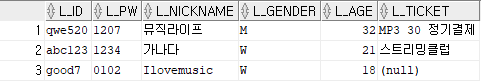 L_ID L_PW L_NICKNAME L_GENDER L_AGE L_TICKET
1 qwe520 1207 뮤직라이프 M 32 MP3 30 정기결제
2 abc123 1234 가나다 W 21 스트리밍클럽
3 good7 0102 Ilovemusic W 18 (null)